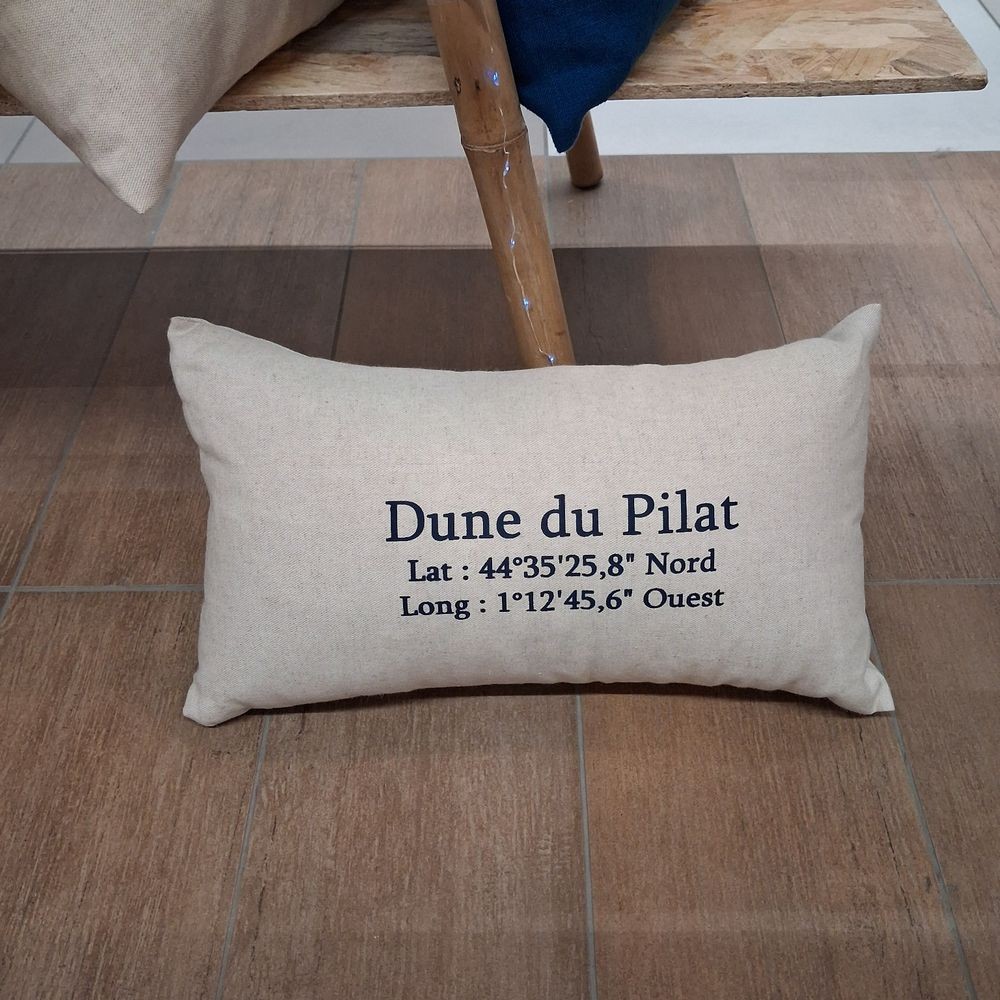 Dune du Pilat
Lat : 44°35'25,8" Nord
Long : 1°12'45,6" Ouest